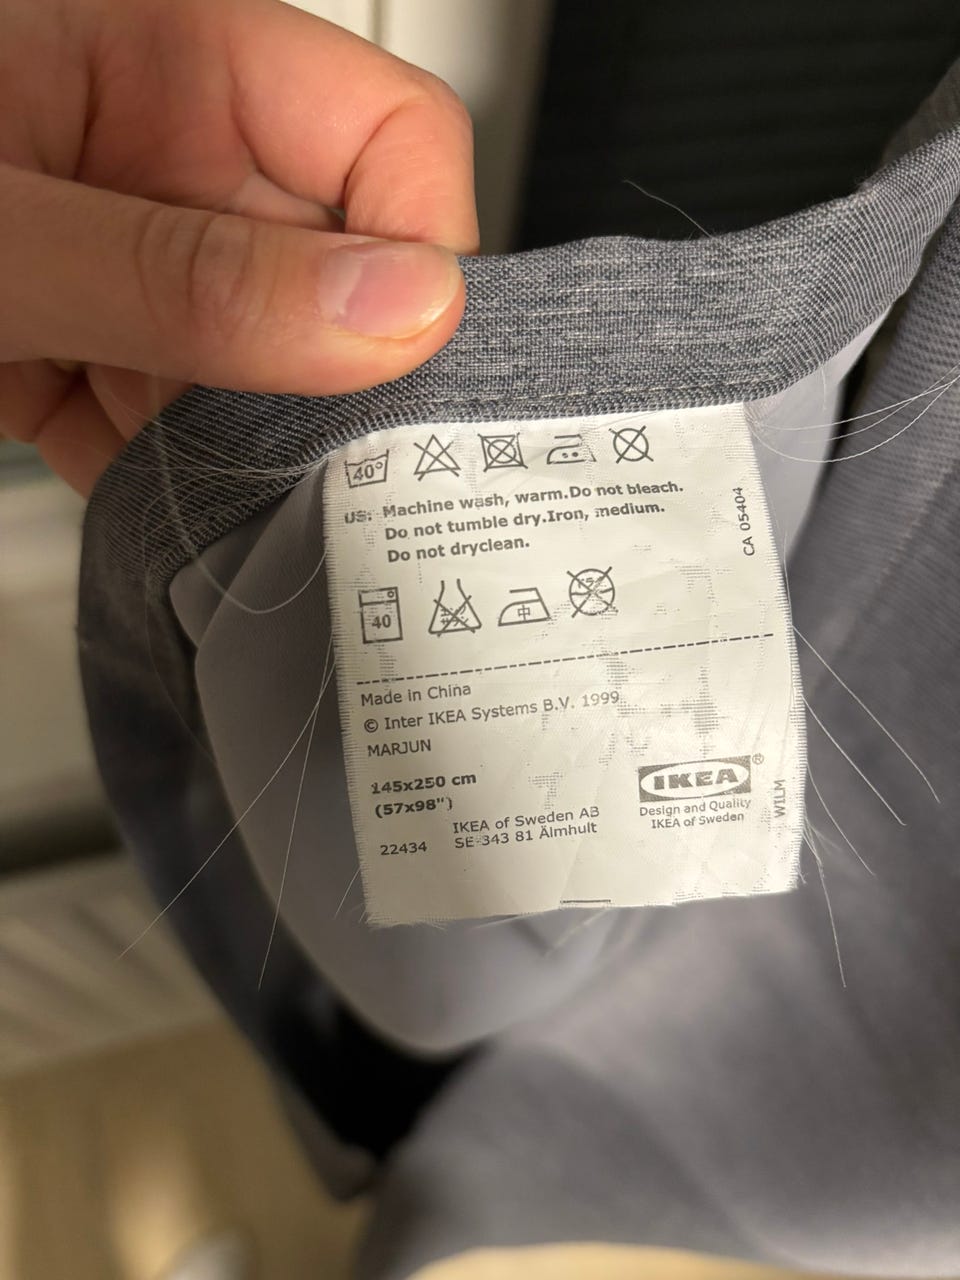 40°
US: Machine wash, warm.Do not bleach.
Do not tumble dry.Iron, medium.
Do not dryclean.
CA 05404
40
中
Made in China
© Inter IKEA Systems B.V. 1999
MARJUN
145x250 cm
(57x98")
IKEA®
Design and Quality
IKEA of Sweden
IKEA of Sweden AB
22434 SE-343 81 Älmhult
WILM